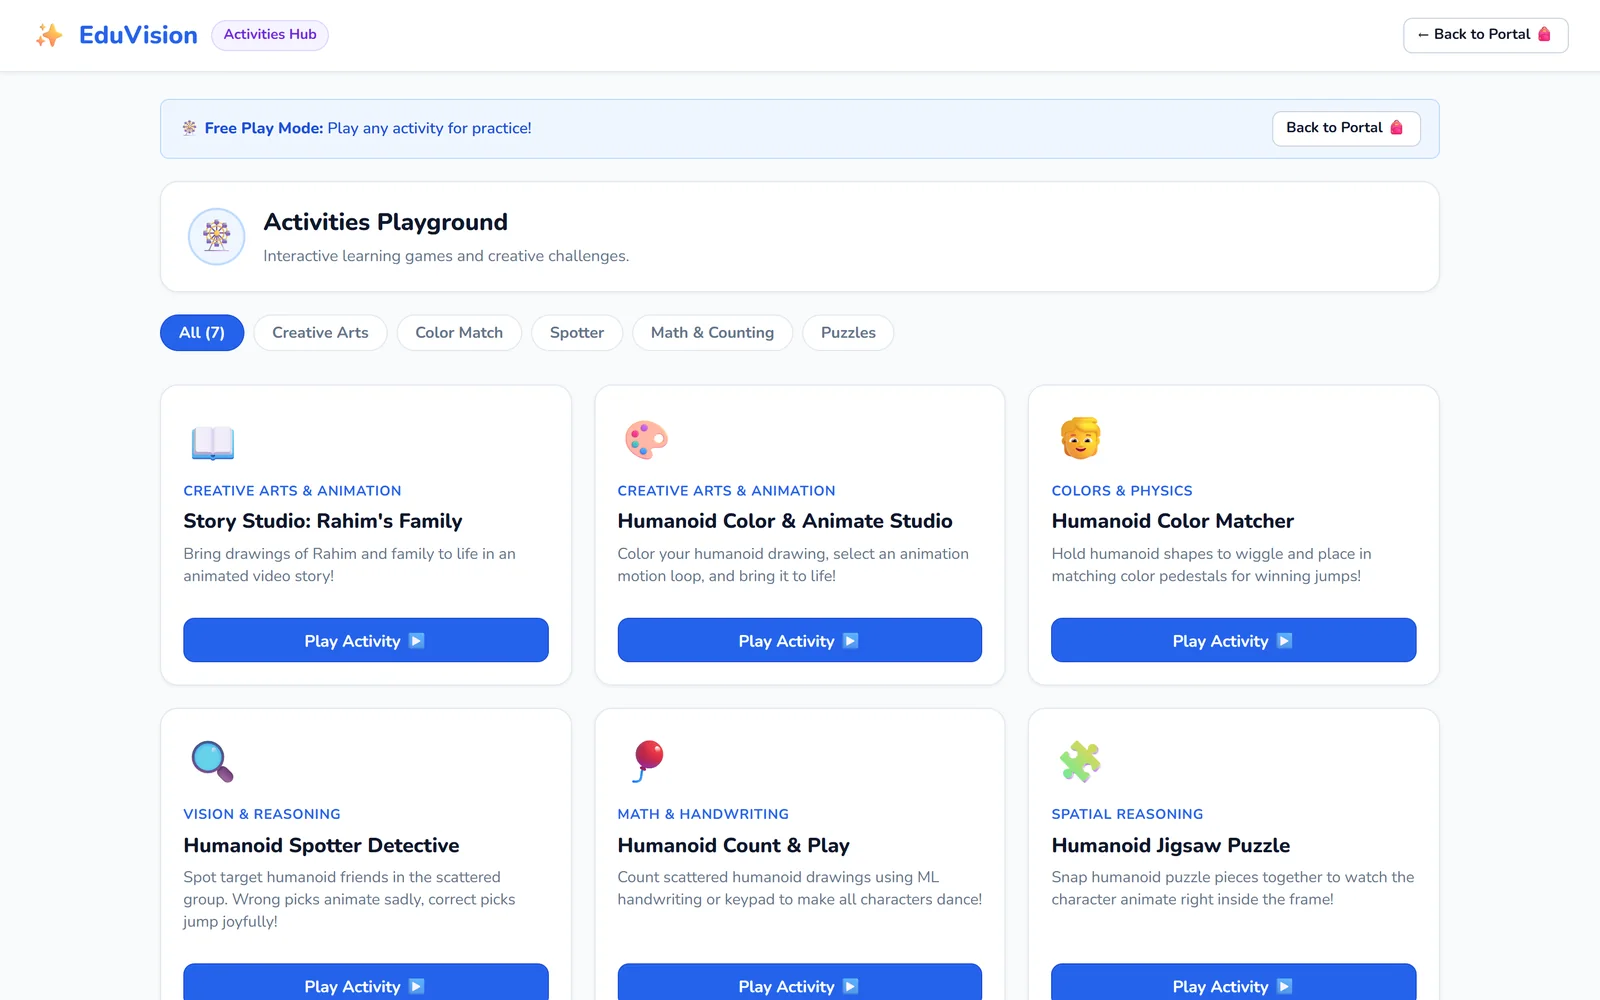 EduVision
Activities Hub
← Back to Portal
Free Play Mode: Play any activity for practice!
Back to Portal
Activities Playground
Interactive learning games and creative challenges.
All (7)
Creative Arts
Color Match
Spotter
Math & Counting
Puzzles
CREATIVE ARTS & ANIMATION
Story Studio: Rahim's Family
Bring drawings of Rahim and family to life in an
animated video story!
Play Activity
CREATIVE ARTS & ANIMATION
Humanoid Color & Animate Studio
Color your humanoid drawing, select an animation
motion loop, and bring it to life!
Play Activity
COLORS & PHYSICS
Humanoid Color Matcher
Hold humanoid shapes to wiggle and place in
matching color pedestals for winning jumps!
Play Activity
VISION & REASONING
Humanoid Spotter Detective
Spot target humanoid friends in the scattered
group. Wrong picks animate sadly, correct picks
jump joyfully!
Play Activity
MATH & HANDWRITING
Humanoid Count & Play
Count scattered humanoid drawings using ML
handwriting or keypad to make all characters dance!
Play Activity
SPATIAL REASONING
Humanoid Jigsaw Puzzle
Snap humanoid puzzle pieces together to watch the
character animate right inside the frame!
Play Activity